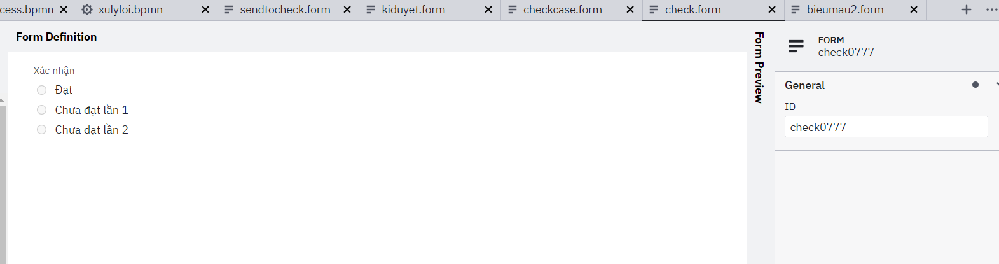 cess.bpmn xulyloi.bpmn sendtocheck.form kiduyet.form checkcase.form check.form bieumau2.form
Form Definition
Xác nhận
Đạt
Chưa đạt lần 1
Chưa đạt lần 2
Form Preview
FORM
check0777
General
ID
check0777